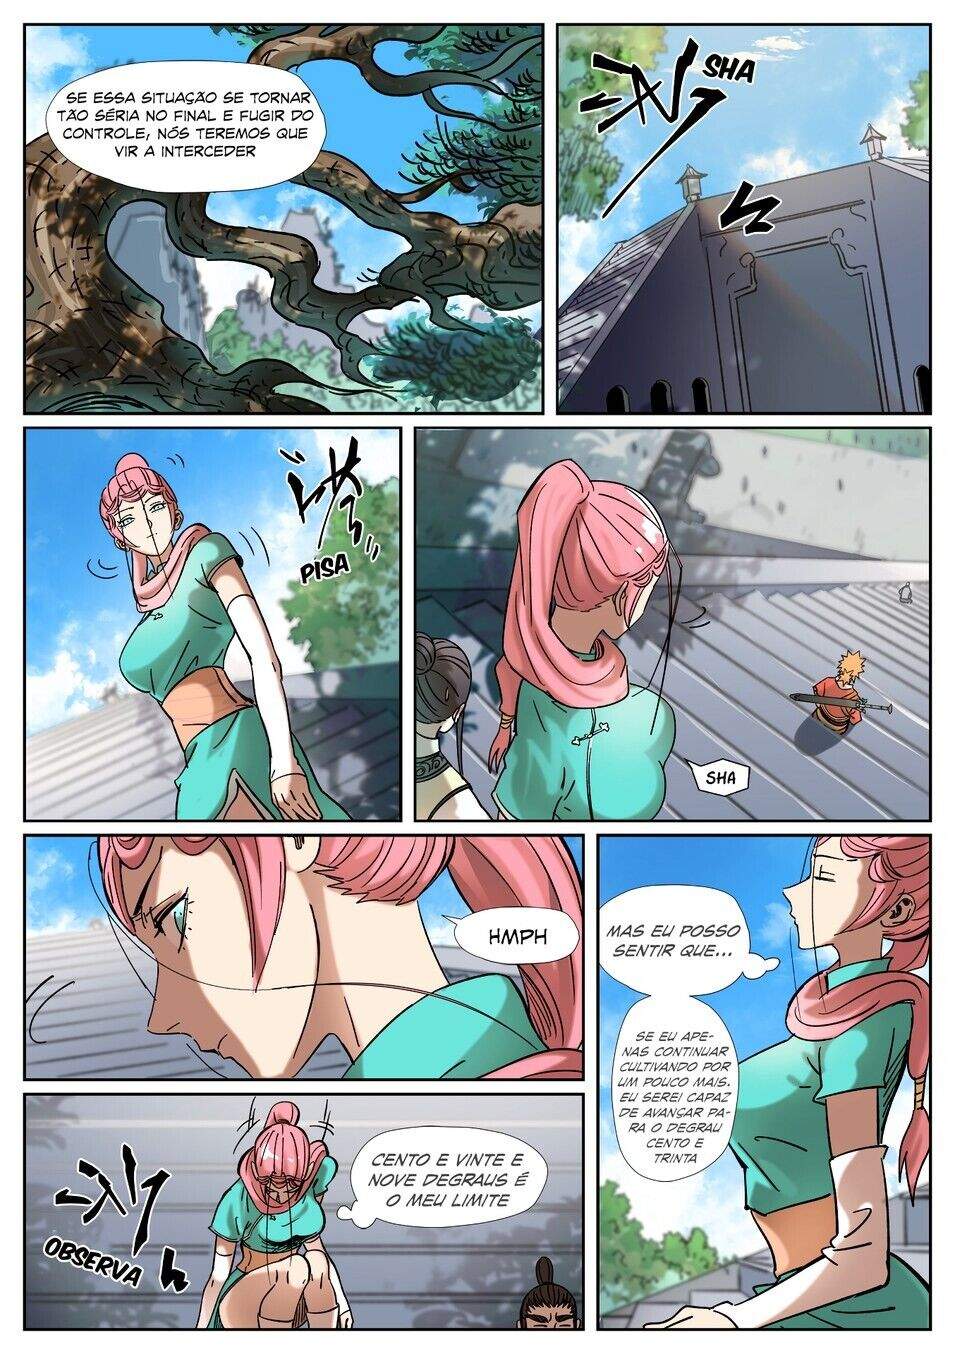 SE ESSA SITUAÇÃO SE TORNAR
TÃO SÉRIA NO FINAL E FUGIR DO
CONTROLE, NÓS TEREMOS QUE
VIR A INTERCEDER
SHA
PISA
SHA
HMPH
MAS EU POSSO
SENTIR QUE...
SE EU APE-
NAS CONTINUAR
CULTIVANDO POR
UM POUCO MAIS.
EU SEREI CAPAZ
DE AVANÇAR PA-
RA O DEGRAU
CENTO E
TRINTA
CENTO E VINTE E
NOVE DEGRAUS É
O MEU LIMITE
OBSERVA